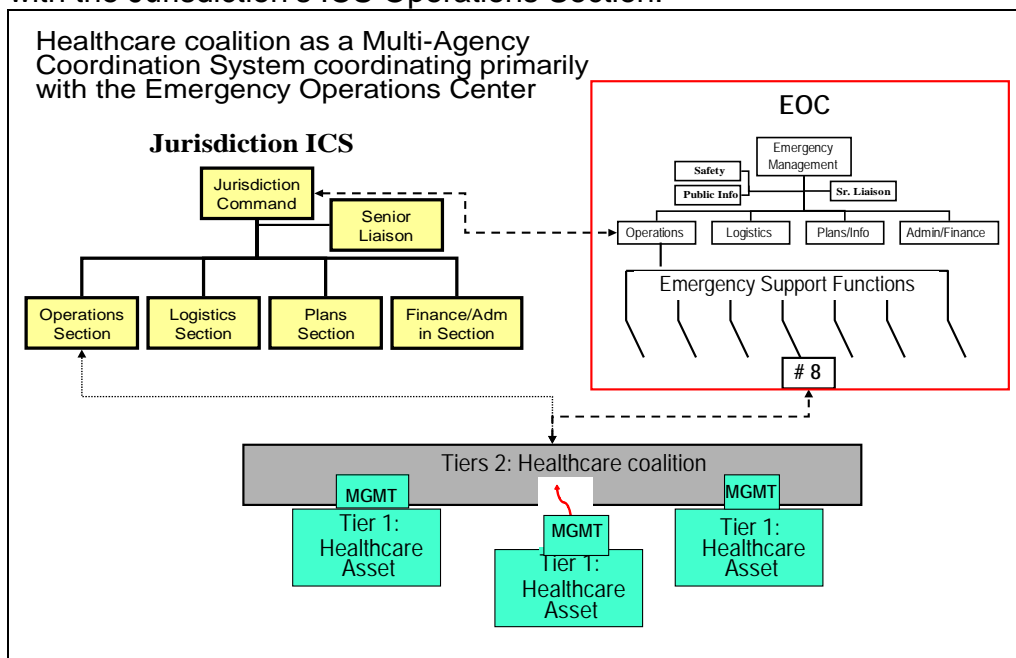 with the Jurisdiction's ICS Operations Section.
Healthcare coalition as a Multi-Agency
Coordination System coordinating primarily
with the Emergency Operations Center
Jurisdiction ICS
Jurisdiction
Command
Senior
Liaison
Operations
Section
Logistics
Section
Plans
Section
Finance/Adm
in Section
EOC
Emergency
Management
Safety
Public Info
Sr. Liaison
Operations
Logistics
Plans/Info
Admin/Finance
Emergency Support Functions
# 8
Tiers 2: Healthcare coalition
MGMT
Tier 1:
Healthcare
Asset
MGMT
Tier 1:
Healthcare
Asset
MGMT
Tier 1:
Healthcare
Asset